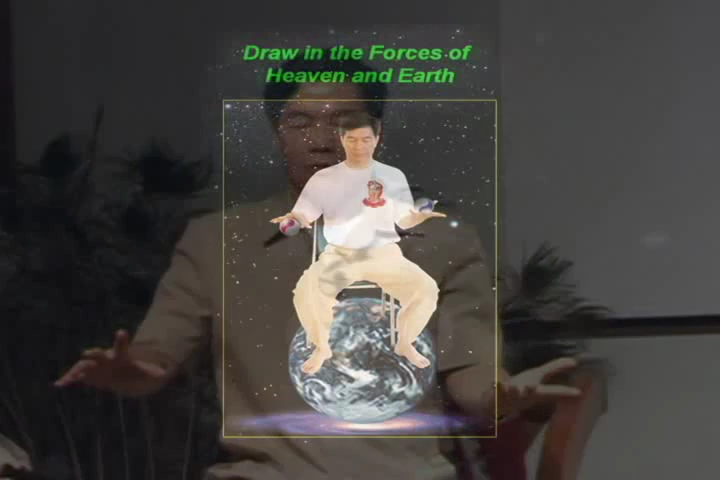 Draw in the Forces of
Heaven and Earth